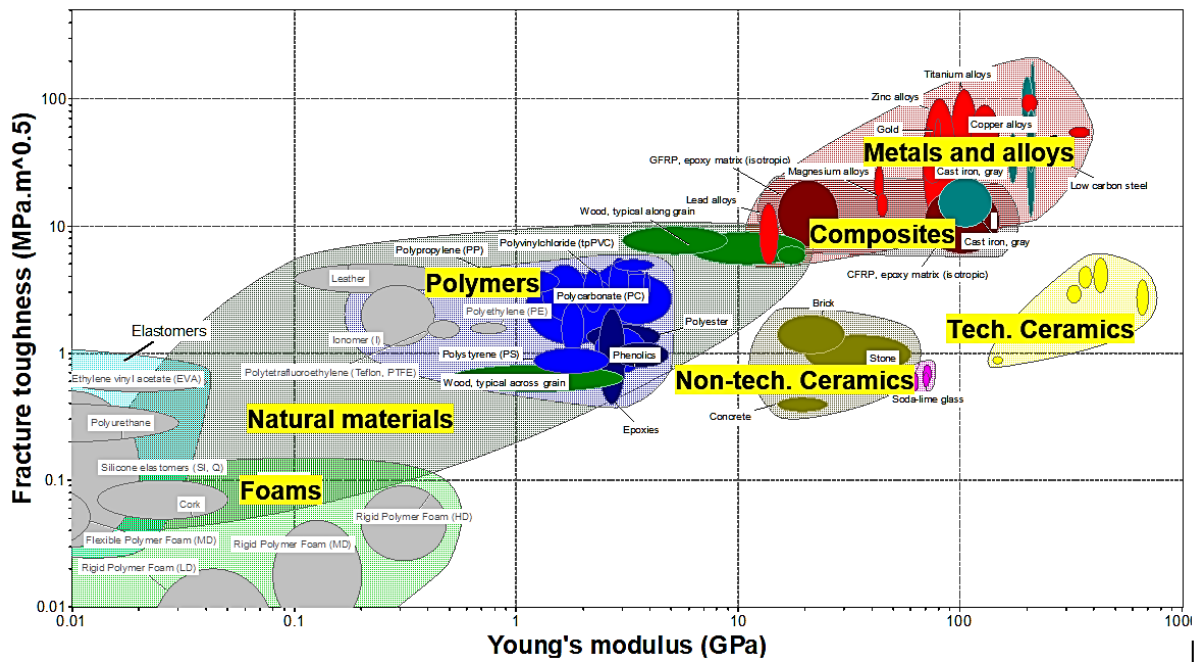 Fracture toughness (MPa.m^0.5)
100
10
1
0.1
0.01
Titanium alloys
Zinc alloys
Gold
Copper alloys
Metals and alloys
GFRP, epoxy matrix (isotropic)
Magnesium alloys
Cast iron, gray
Low carbon steel
Lead alloys
Wood, typical along grain
Composites
Cast iron, gray
Polyvinylchloride (tpPVC)
Polypropylene (PP)
CFRP, epoxy matrix (isotropic)
Leather
Polymers
Polycarbonate (PC)
Brick
Polyethylene (PE)
Polyester
Tech. Ceramics
Elastomers
Ionomer (I)
Polystyrene (PS)
Phenolics
Stone
Ethylene vinyl acetate (EVA)
Polytetrafluoroethylene (Teflon, PTFE)
Wood, typical across grain
Non-tech. Ceramics
Soda-lime glass
Polyurethane
Natural materials
Concrete
Epoxies
Silicone elastomers (SI, Q)
Foams
Cork
Rigid Polymer Foam (HD)
Flexible Polymer Foam (MD)
Rigid Polymer Foam (MD)
Rigid Polymer Foam (LD)
0.01
0.1
1
10
100
1000
Young's modulus (GPa)